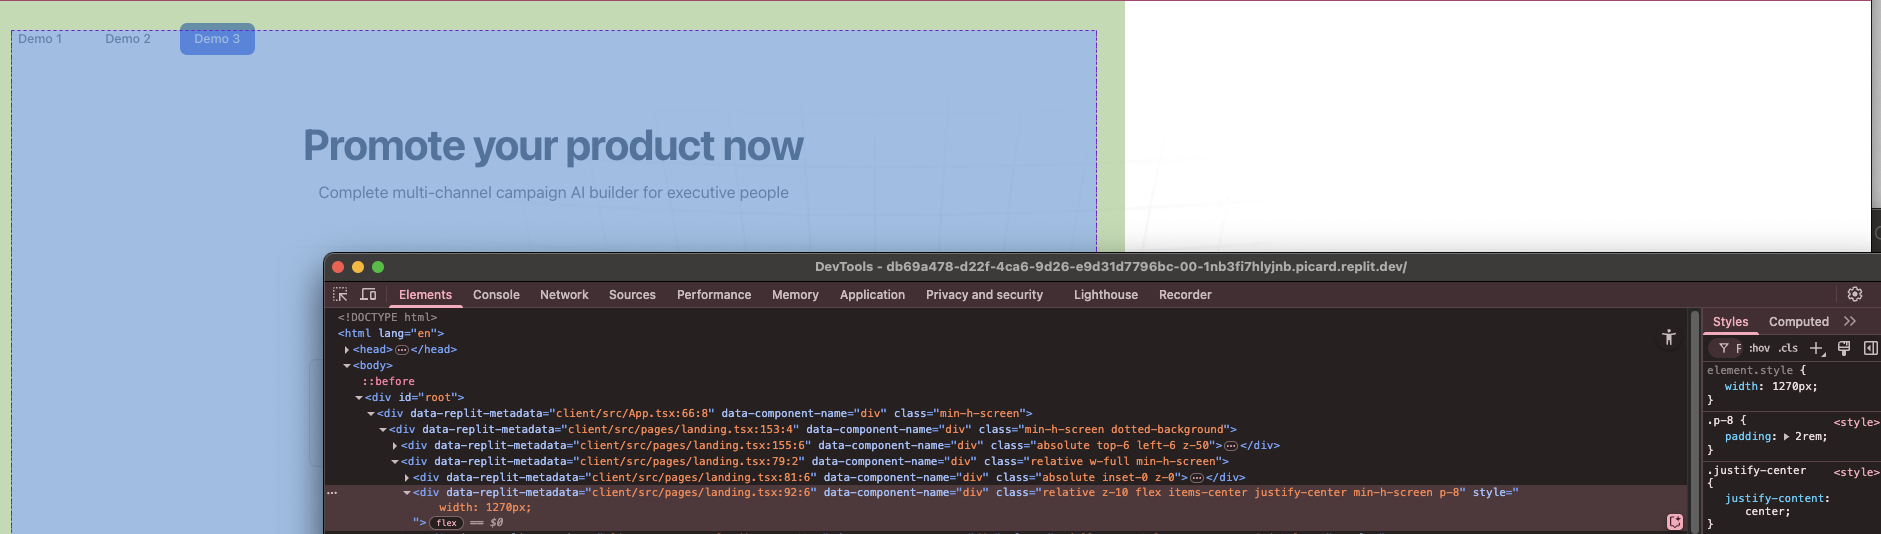 Demo 1 Demo 2 Demo 3
Promote your product now
Complete multi-channel campaign AI builder for executive people
DevTools - db69a478-d22f-4ca6-9d26-e9d31d7796bc-00-1nb3fi7hlyjnb.picard.replit.dev/
Elements Console Network Sources Performance Memory Application Privacy and security Lighthouse Recorder
<!DOCTYPE html>
<html lang="en">
<head> ⋯ </head>
<body>
::before
<div id="root">
<div data-replit-metadata="client/src/App.tsx:66:8" data-component-name="div" class="min-h-screen">
<div data-replit-metadata="client/src/pages/landing.tsx:153:4" data-component-name="div" class="min-h-screen dotted-background">
<div data-replit-metadata="client/src/pages/landing.tsx:155:6" data-component-name="div" class="absolute top-6 left-6 z-50"> ⋯ </div>
<div data-replit-metadata="client/src/pages/landing.tsx:79:2" data-component-name="div" class="relative w-full min-h-screen">
<div data-replit-metadata="client/src/pages/landing.tsx:81:6" data-component-name="div" class="absolute inset-0 z-0"> ⋯ </div>
<div data-replit-metadata="client/src/pages/landing.tsx:92:6" data-component-name="div" class="relative z-10 flex items-center justify-center min-h-screen p-8" style="
width: 1270px;
"> flex == $0
Styles Computed
F :hov .cls
element.style {
width: 1270px;
}
.p-8 { <style>
padding: 2rem;
}
.justify-center <style>
{
justify-content:
center;
}